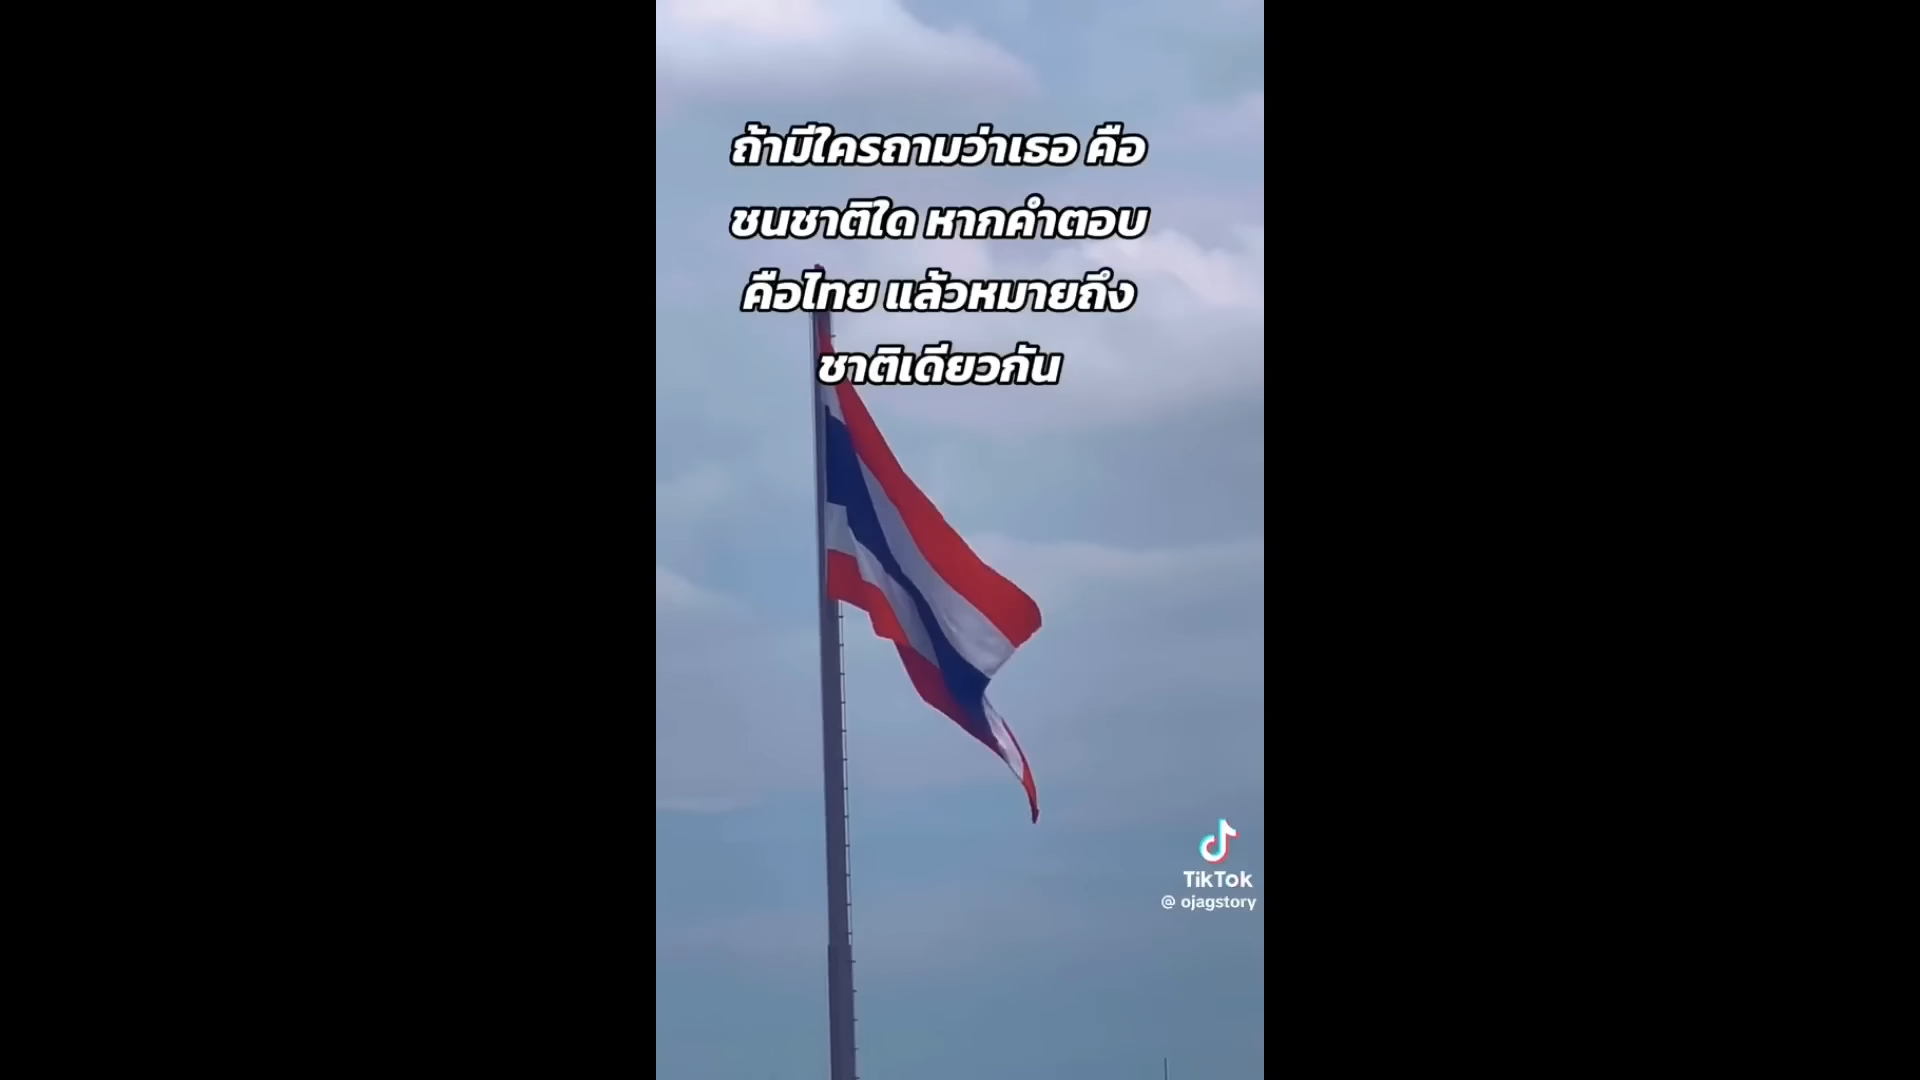 ถ้ามีใครถามว่าเธอ คือ
ชนชาติใด หากคำตอบ
คือไทย แล้วหมายถึง
ชาติเดียวกัน
TikTok
@ ojagstory